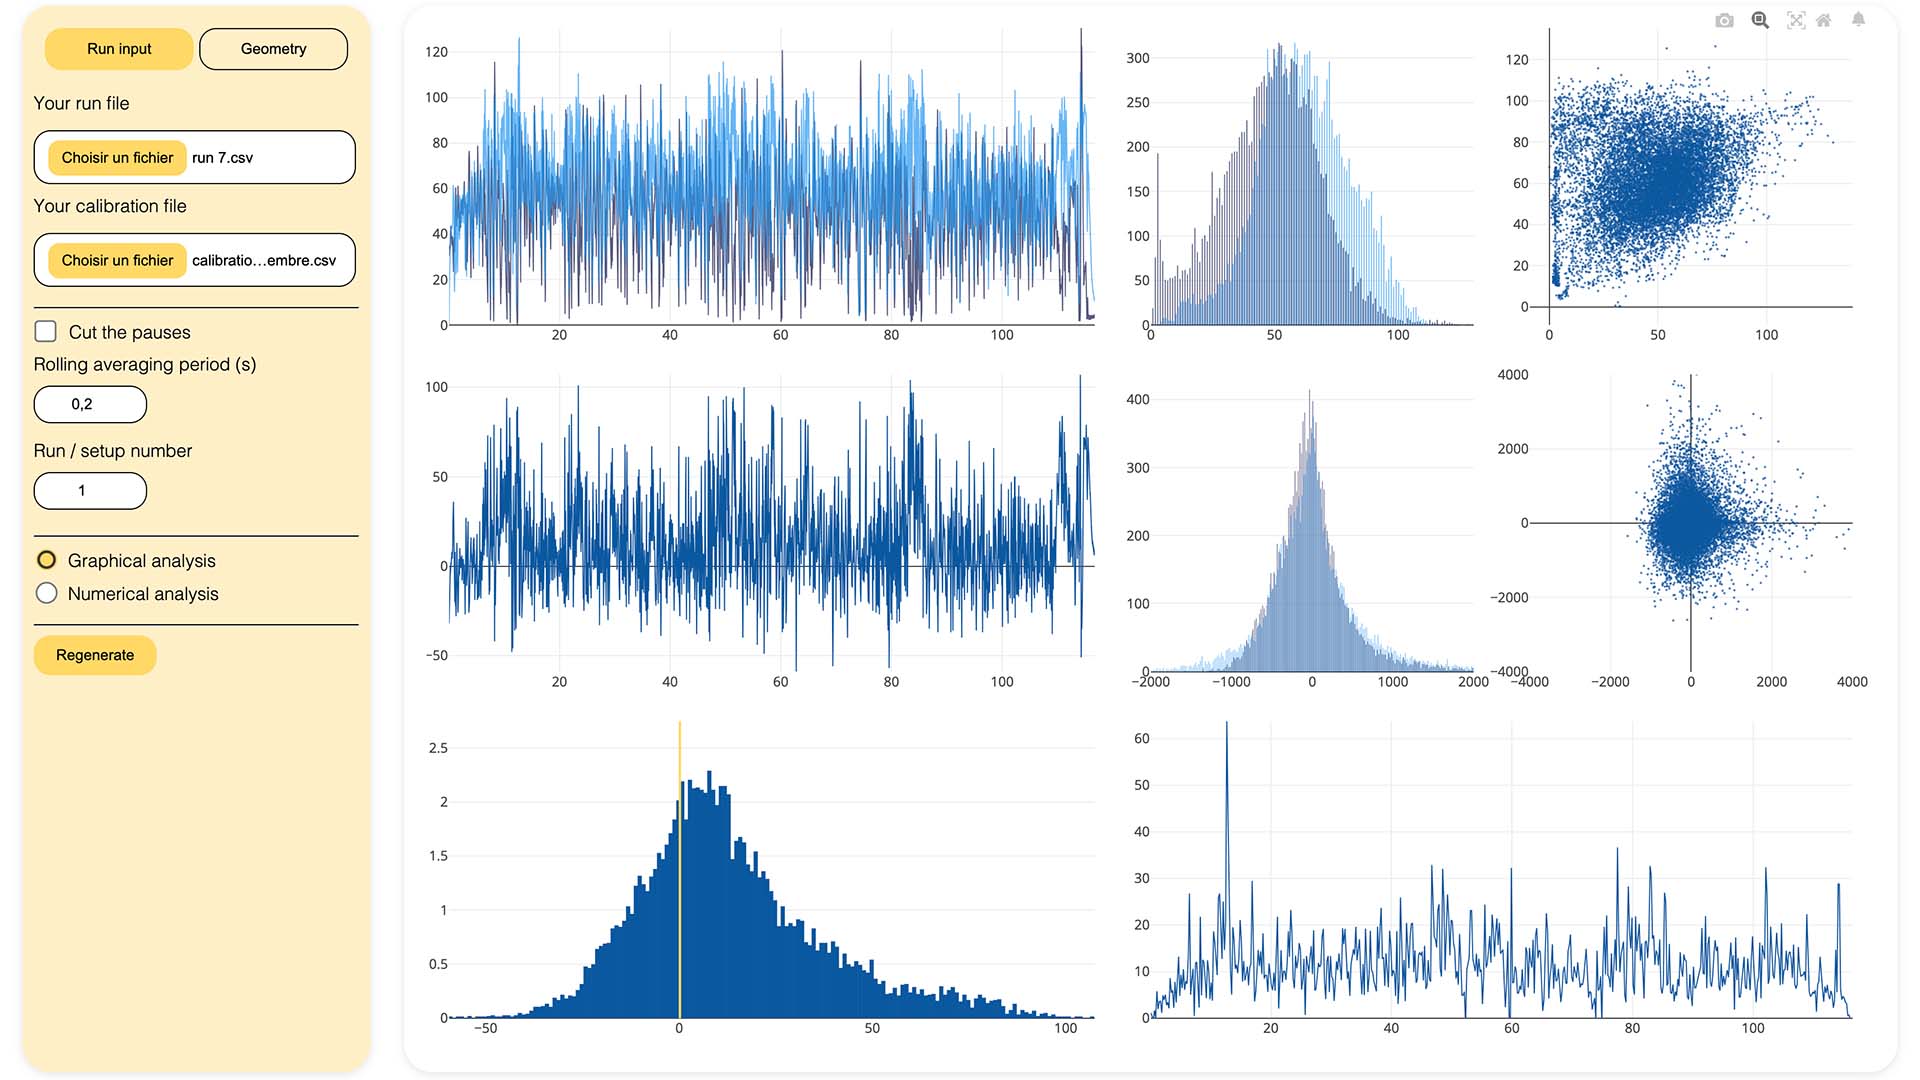 Run input
Geometry
Your run file
Choisir un fichier run 7.csv
Your calibration file
Choisir un fichier calibratio…embre.csv
Cut the pauses
Rolling averaging period (s)
0,2
Run / setup number
1
Graphical analysis
Numerical analysis
Regenerate
120
100
80
60
40
20
0
20 40 60 80 100
300
250
200
150
100
50
0
0 50 100
120
100
80
60
40
20
0
0 50 100
100
50
0
−50
20 40 60 80 100
400
300
200
100
0
−2000 −1000 0 1000 2000
4000
2000
0
−2000
−4000
−4000 −2000 0 2000 4000
2.5
2
1.5
1
0.5
0
−50 0 50 100
60
50
40
30
20
10
0
20 40 60 80 100